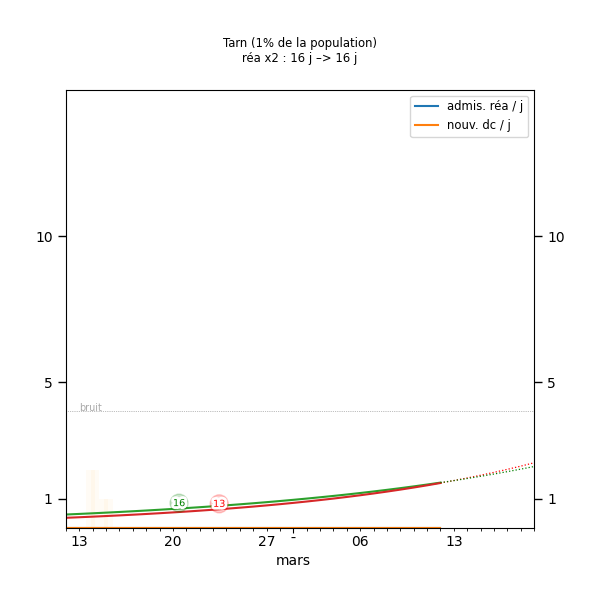 Tarn (1% de la population)
réa x2 : 16 j –> 16 j
admis. réa / j
nouv. dc / j
10
10
5
5
bruit
16
13
1
1
13
20
27
-
06
13
mars